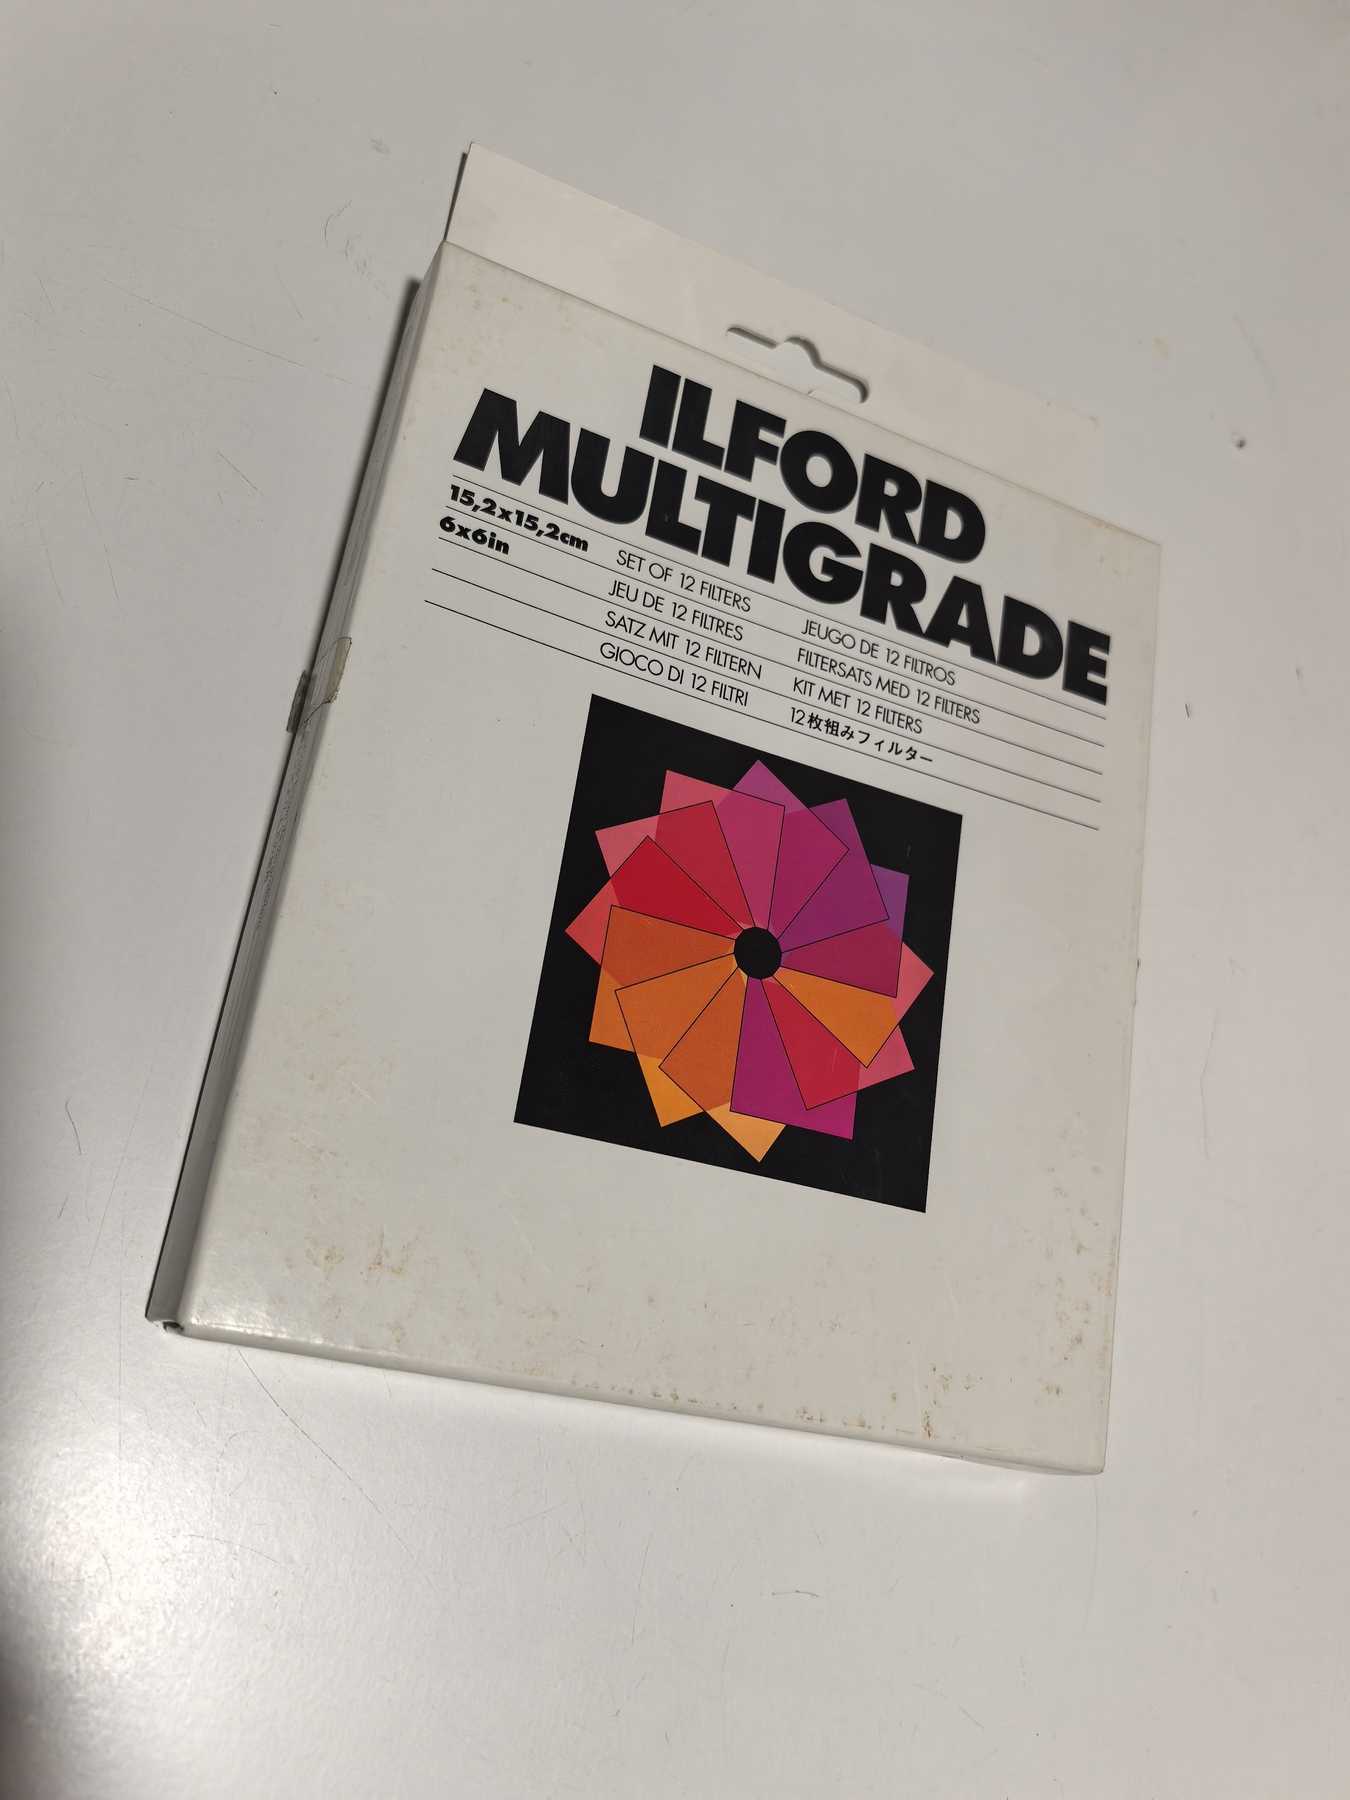 ILFORD
MULTIGRADE
15,2x15,2cm
6x6in
SET OF 12 FILTERS
JEU DE 12 FILTRES
SATZ MIT 12 FILTERN
GIOCO DI 12 FILTRI
JEUGO DE 12 FILTROS
FILTERSATS MED 12 FILTERS
KIT MET 12 FILTERS
12枚組みフィルター